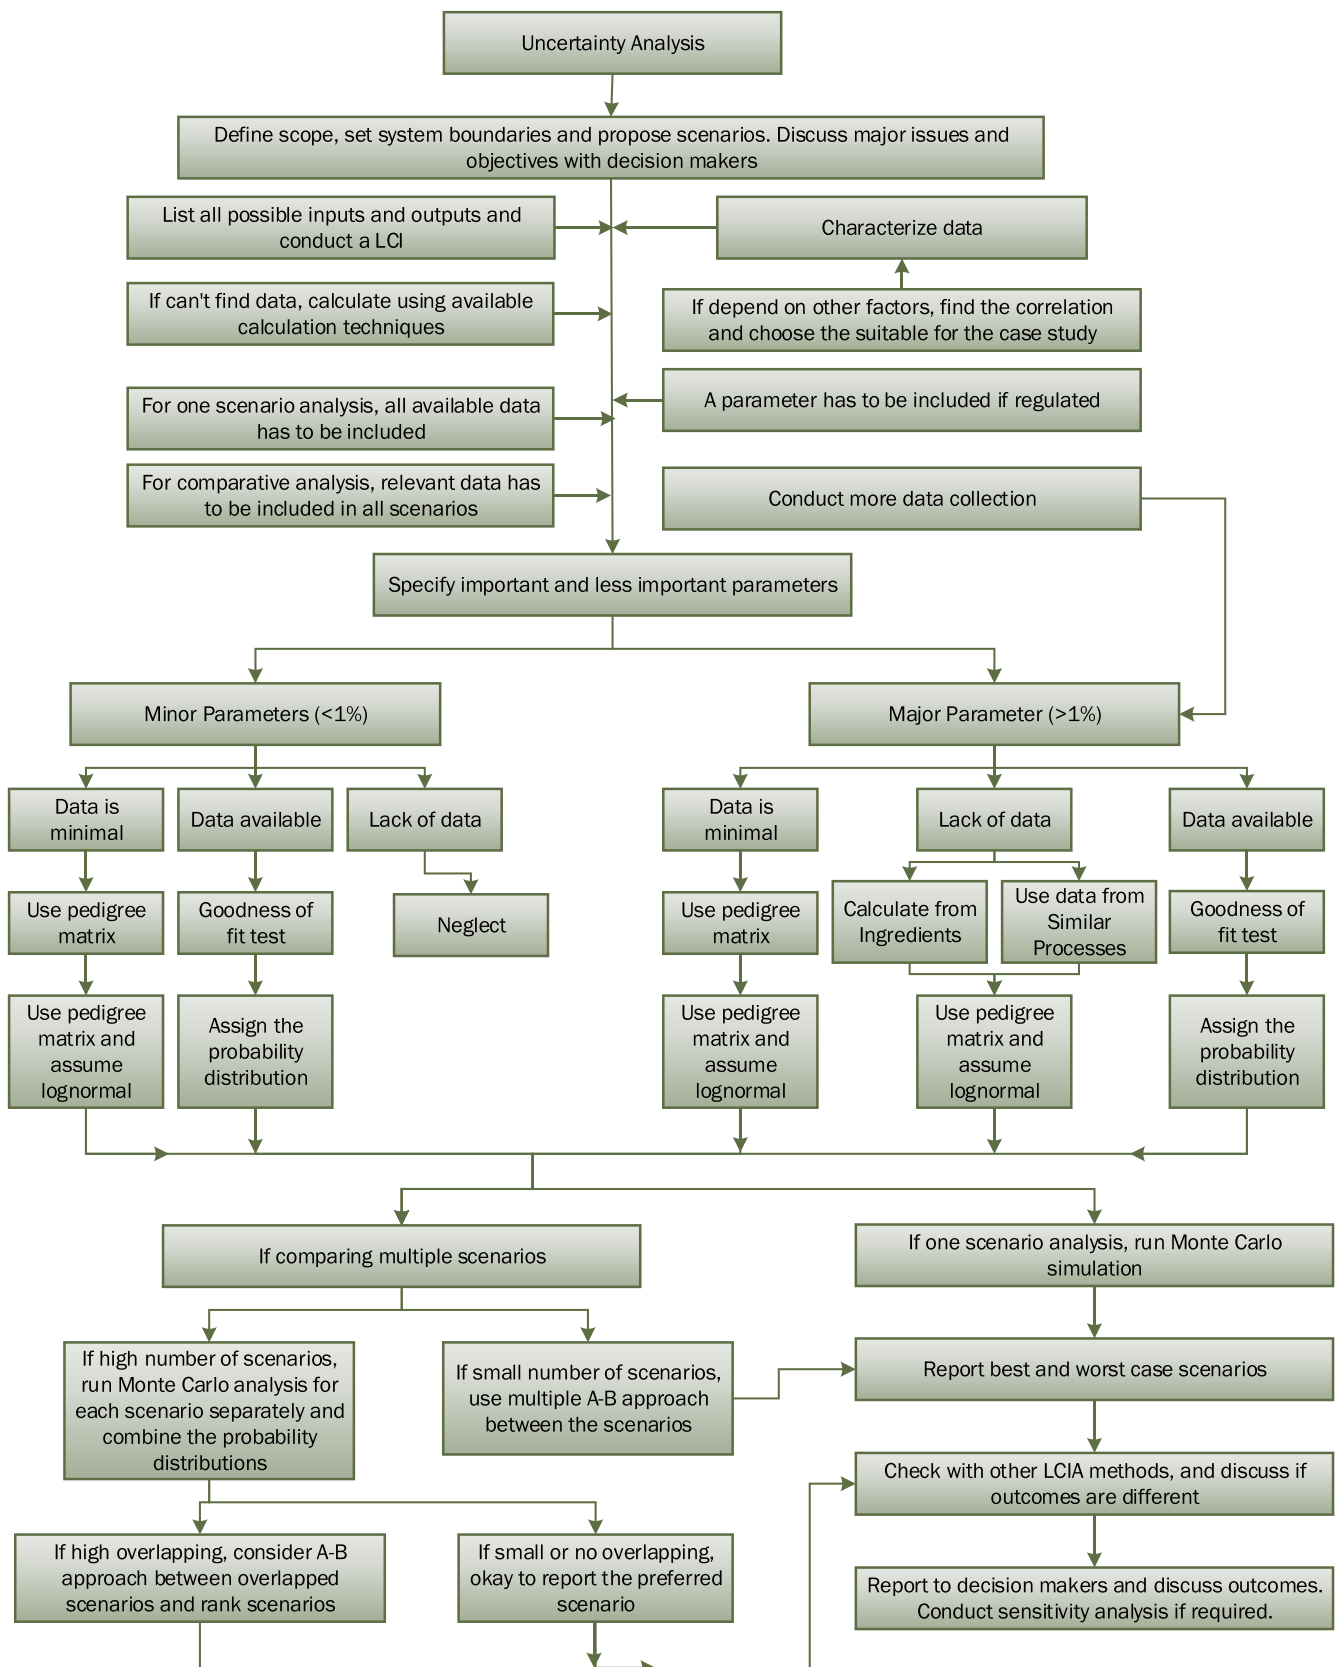 Uncertainty Analysis
Define scope, set system boundaries and propose scenarios. Discuss major issues and
objectives with decision makers
List all possible inputs and outputs and
conduct a LCI
Characterize data
If can't find data, calculate using available
calculation techniques
If depend on other factors, find the correlation
and choose the suitable for the case study
For one scenario analysis, all available data
has to be included
A parameter has to be included if regulated
For comparative analysis, relevant data has
to be included in all scenarios
Conduct more data collection
Specify important and less important parameters
Minor Parameters (<1%)
Major Parameter (>1%)
Data is
minimal
Data available
Lack of data
Data is
minimal
Lack of data
Data available
Use pedigree
matrix
Goodness of
fit test
Neglect
Use pedigree
matrix
Calculate from
Ingredients
Use data from
Similar
Processes
Goodness of
fit test
Use pedigree
matrix and
assume
lognormal
Assign the
probability
distribution
Use pedigree
matrix and
assume
lognormal
Use pedigree
matrix and
assume
lognormal
Assign the
probability
distribution
If comparing multiple scenarios
If one scenario analysis, run Monte Carlo
simulation
If high number of scenarios,
run Monte Carlo analysis for
each scenario separately and
combine the probability
distributions
If small number of scenarios,
use multiple A-B approach
between the scenarios
Report best and worst case scenarios
Check with other LCIA methods, and discuss if
outcomes are different
If high overlapping, consider A-B
approach between overlapped
scenarios and rank scenarios
If small or no overlapping,
okay to report the preferred
scenario
Report to decision makers and discuss outcomes.
Conduct sensitivity analysis if required.